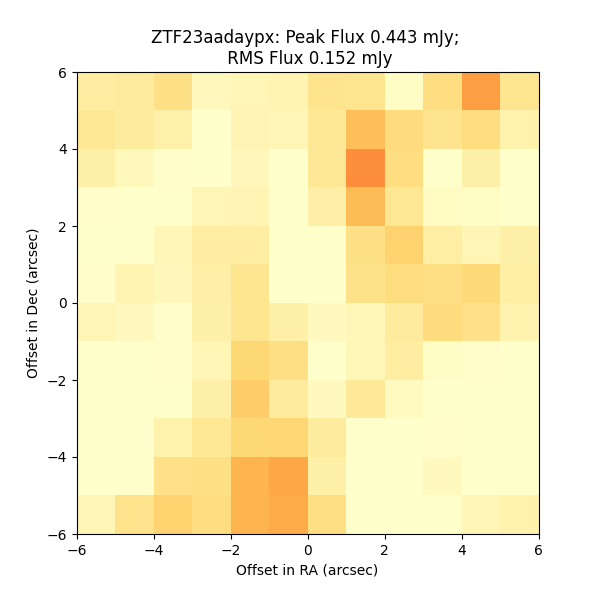 ZTF23aadaypx: Peak Flux 0.443 mJy;
RMS Flux 0.152 mJy
6
4
2
0
−2
−4
−6
Offset in Dec (arcsec)
−6 −4 −2 0 2 4 6
Offset in RA (arcsec)